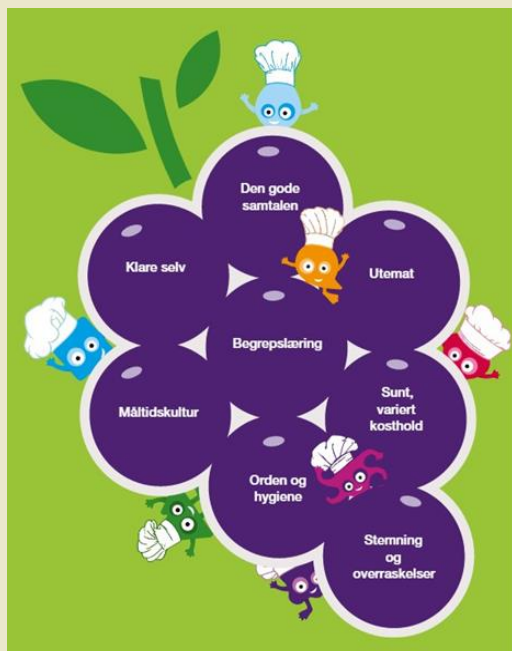 Den gode
samtalen
Klare selv
Utemat
Begrepslæring
Måltidskultur
Sunt,
variert
kosthold
Orden og
hygiene
Stemning
og
overraskelser